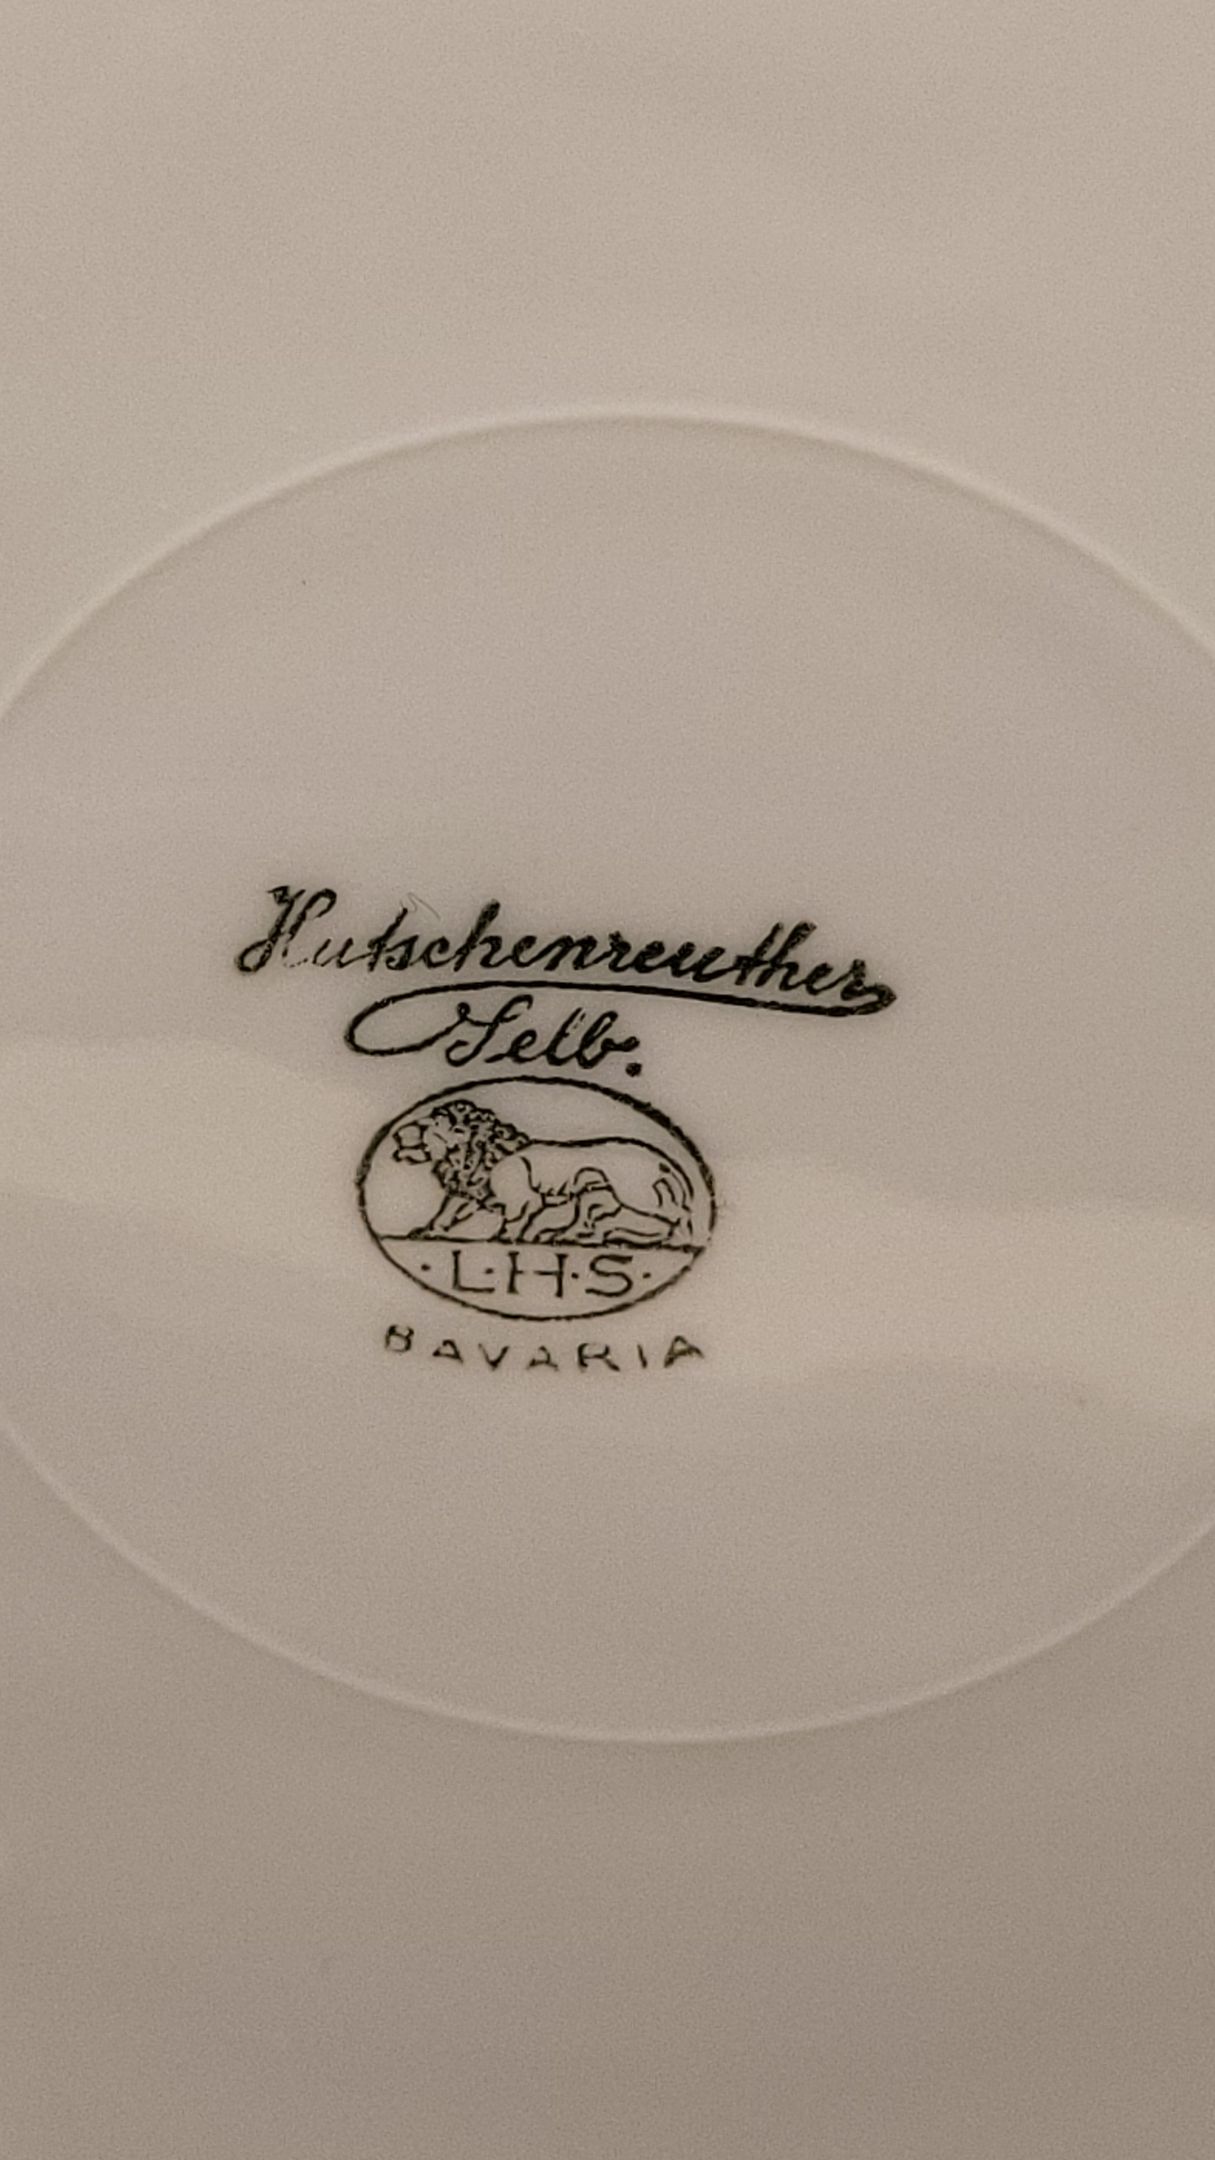 Hutschenreuther
Selb.
·L·H·S·
BAVARIA